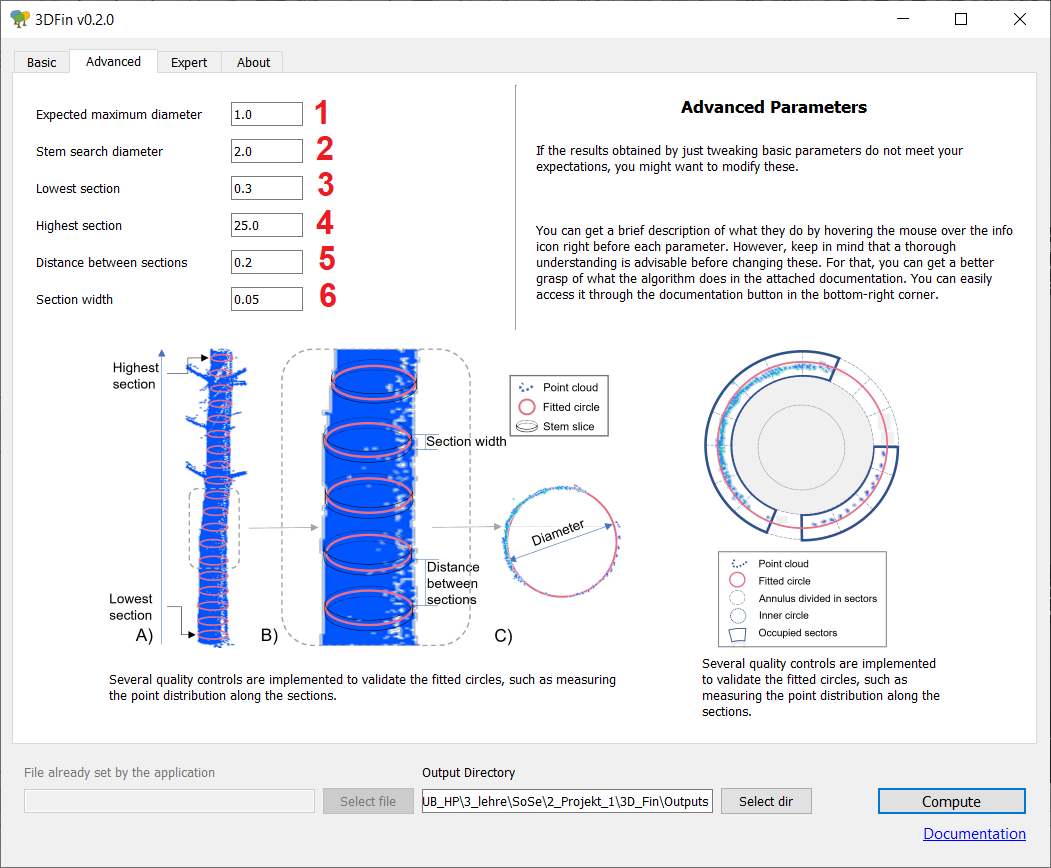 3DFin v0.2.0
Basic Advanced Expert About
Expected maximum diameter 1.0 1
Stem search diameter 2.0 2
Lowest section 0.3 3
Highest section 25.0 4
Distance between sections 0.2 5
Section width 0.05 6
Advanced Parameters
If the results obtained by just tweaking basic parameters do not meet your
expectations, you might want to modify these.
You can get a brief description of what they do by hovering the mouse over the info
icon right before each parameter. However, keep in mind that a thorough
understanding is advisable before changing these. For that, you can get a better
grasp of what the algorithm does in the attached documentation. You can easily
access it through the documentation button in the bottom-right corner.
Highest
section
Lowest
section
A)
B)
Section width
Distance
between
sections
Point cloud
Fitted circle
Stem slice
Diameter
C)
Several quality controls are implemented to validate the fitted circles, such as measuring
the point distribution along the sections.
Point cloud
Fitted circle
Annulus divided in sectors
Inner circle
Occupied sectors
Several quality controls are implemented
to validate the fitted circles, such as
measuring the point distribution along the
sections.
File already set by the application
Select file
Output Directory
UB_HP\3_lehre\SoSe\2_Projekt_1\3D_Fin\Outputs
Select dir
Compute
Documentation